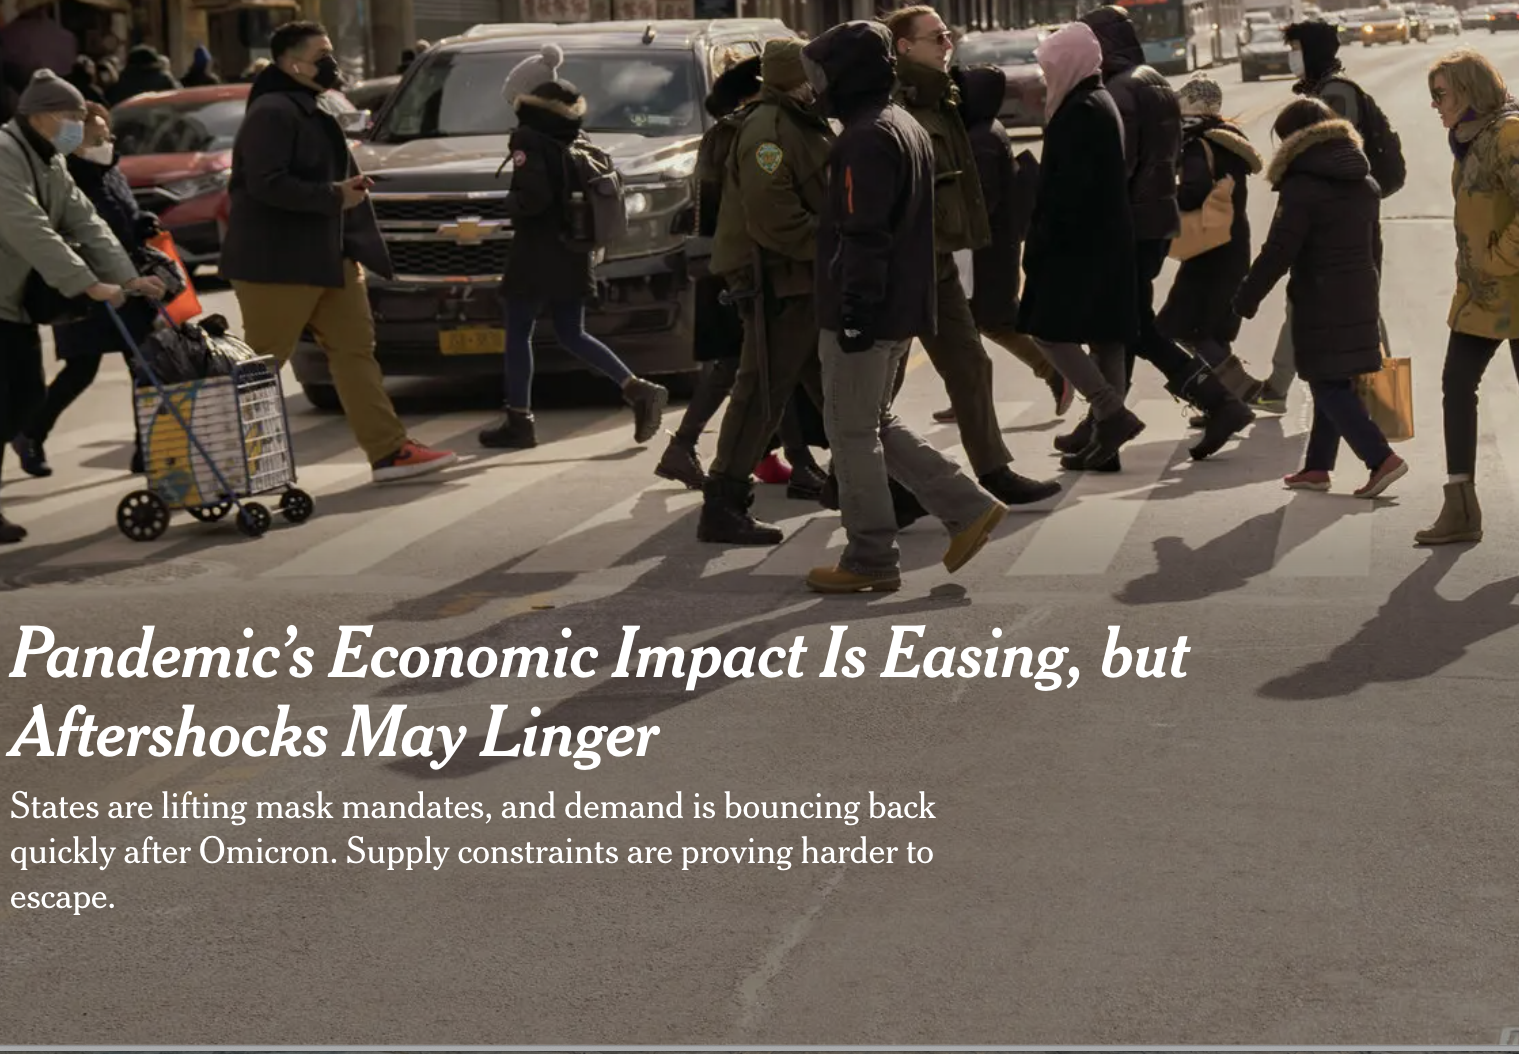 Pandemic’s Economic Impact Is Easing, but
Aftershocks May Linger
States are lifting mask mandates, and demand is bouncing back
quickly after Omicron. Supply constraints are proving harder to
escape.